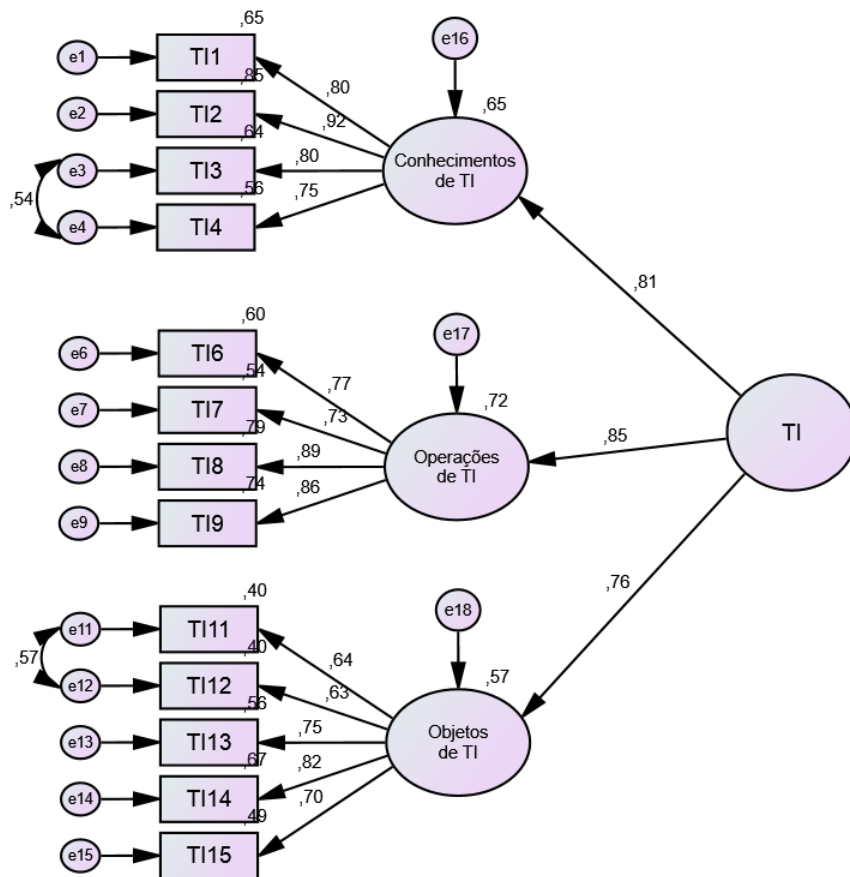 ,65
e1
TI1
,80
e16
,65
,85
e2
TI2
,92
,64
e3
TI3
,80
Conhecimentos
de TI
,56
,54
e4
TI4
,75
,81
,60
e6
TI6
,77
e17
,72
,54
e7
TI7
,73
,79
e8
TI8
,89
Operações
de TI
,85
TI
,74
e9
TI9
,86
,76
,40
e11
TI11
,64
e18
,57
,40
,57
e12
TI12
,63
,56
e13
TI13
,75
Objetos
de TI
,67
e14
TI14
,82
,49
e15
TI15
,70